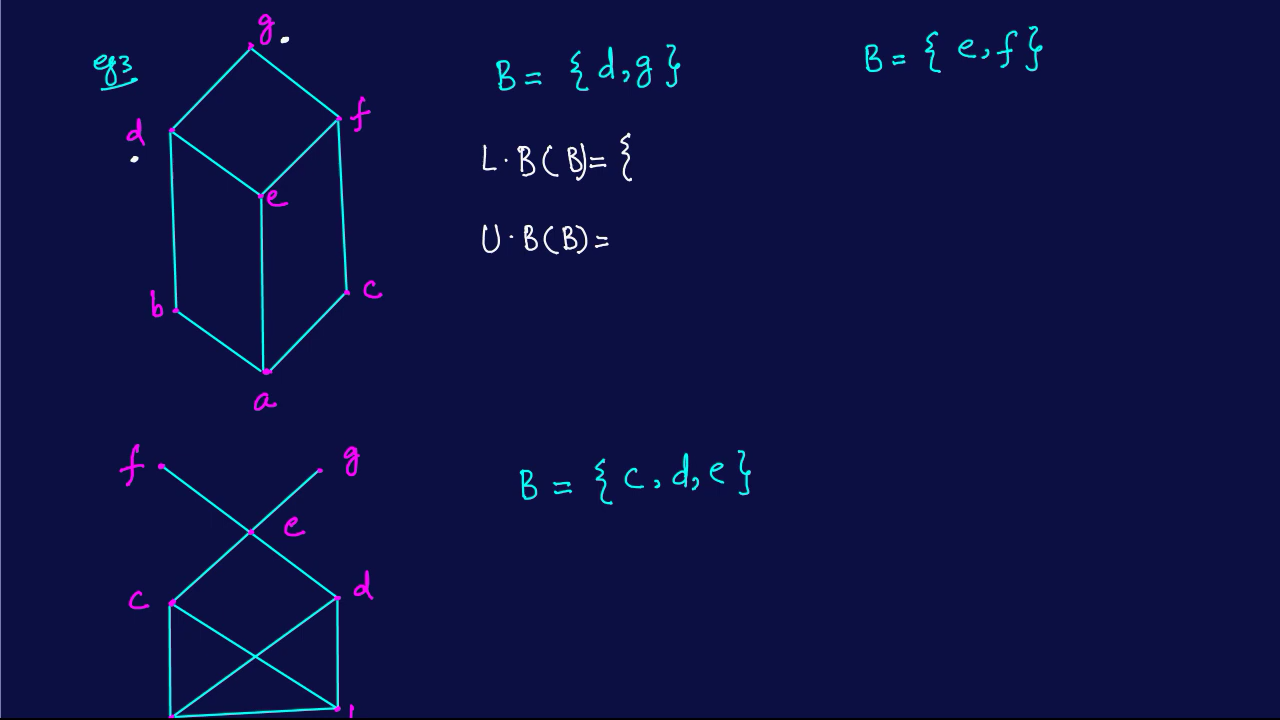 eg3
g
d
f
e
b
c
a
B = {d,g}
L.B(B) = {
U.B(B) =
B = {e,f}
f
g
e
c
d
B = {c,d,e}